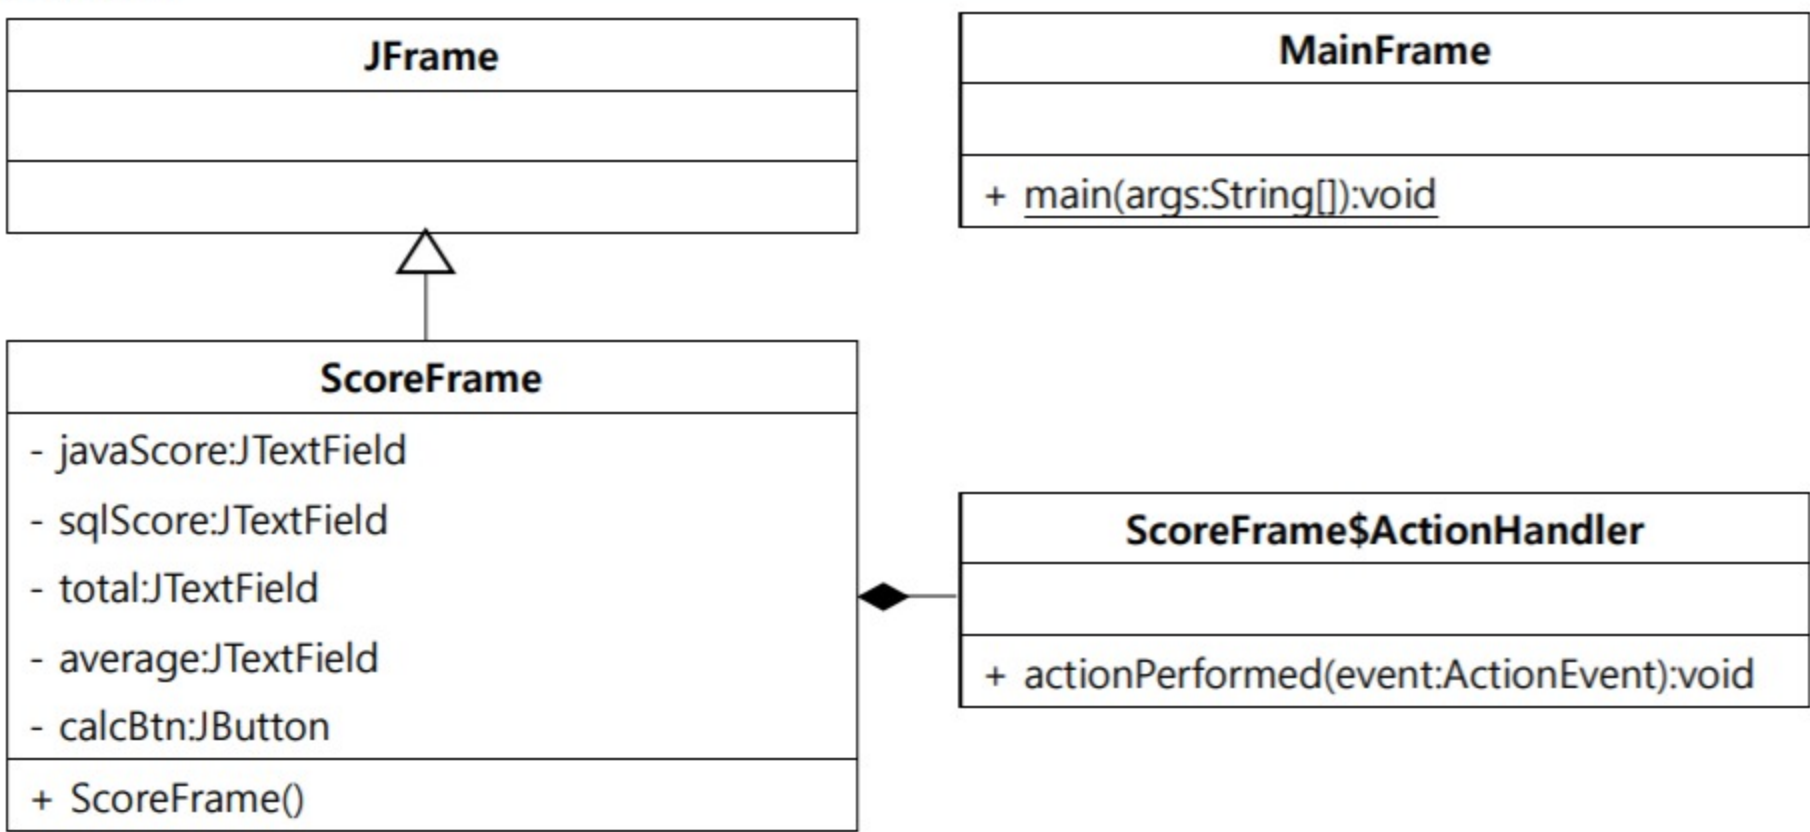 JFrame
MainFrame
+ main(args:String[]):void
ScoreFrame
- javaScore:JTextField
- sqlScore:JTextField
- total:JTextField
- average:JTextField
- calcBtn:JButton
+ ScoreFrame()
ScoreFrame$ActionHandler
+ actionPerformed(event:ActionEvent):void